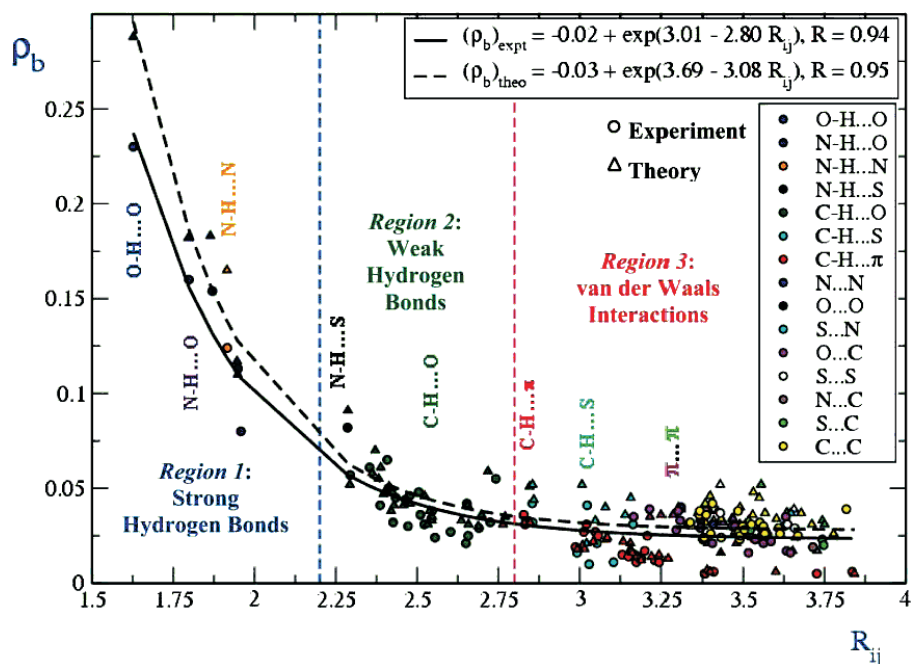 ρb
(ρb)expt = -0.02 + exp(3.01 - 2.80 Rij), R = 0.94
(ρb)theo = -0.03 + exp(3.69 - 3.08 Rij), R = 0.95
Experiment
Theory
O-H...O
N-H...O
N-H...N
N-H...S
C-H...O
C-H...S
C-H...π
N...N
O...O
S...N
O...C
S...S
N...C
S...C
C...C
0.25
0.2
0.15
0.1
0.05
0
O-H...O
N-H...O
N-H...N
N-H...S
C-H...O
C-H...π
C-H...S
π...π
Region 1:
Strong
Hydrogen Bonds
Region 2:
Weak
Hydrogen
Bonds
Region 3:
van der Waals
Interactions
1.5
1.75
2
2.25
2.5
2.75
3
3.25
3.5
3.75
4
Rij